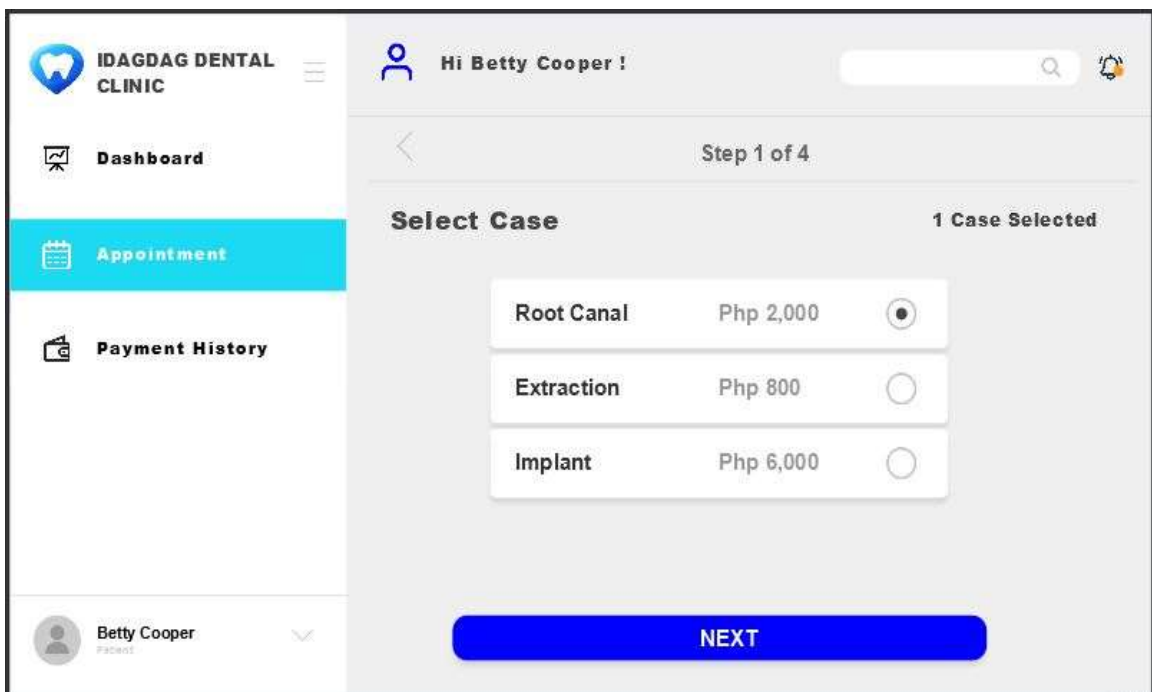 IDAGDAG DENTAL
CLINIC
Dashboard
Appointment
Payment History
Betty Cooper
Patient
Hi Betty Cooper !
Step 1 of 4
Select Case
1 Case Selected
Root Canal Php 2,000
Extraction Php 800
Implant Php 6,000
NEXT